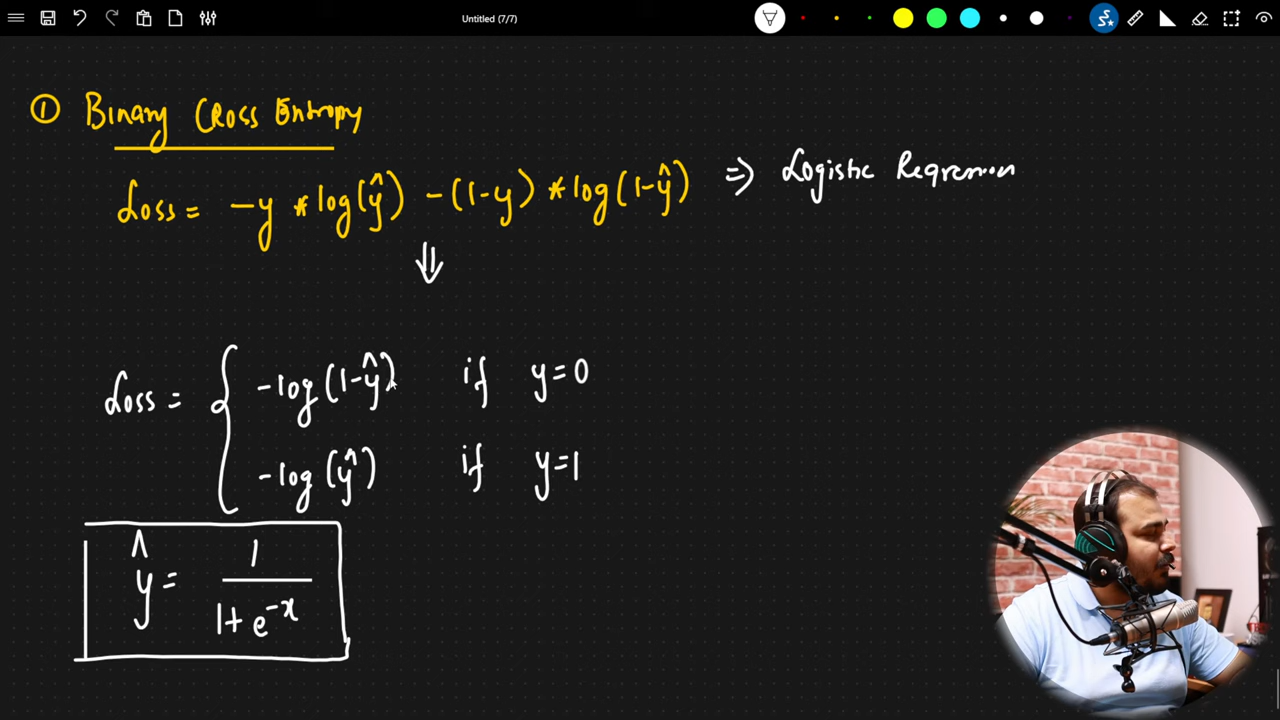 Untitled (7/7)
① Binary Cross Entropy
Loss = -y * log(ŷ) - (1-y) * log(1-ŷ) => Logistic Regression
⇓
Loss = { -log(1-ŷ) if y=0
-log(ŷ) if y=1
ŷ = 1 / (1 + e^-x)